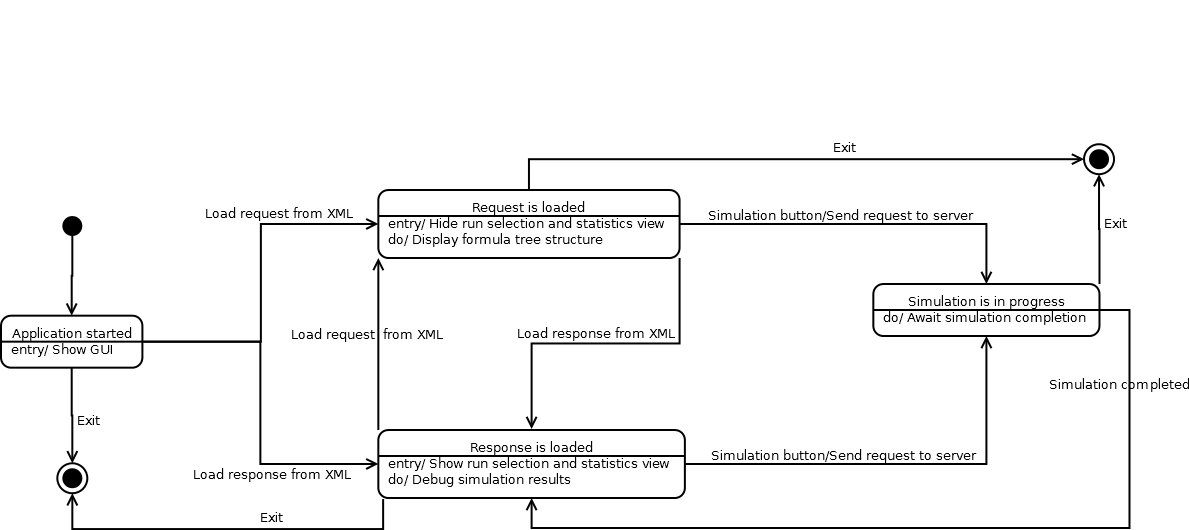 Exit
Request is loaded
entry/ Hide run selection and statistics view
do/ Display formula tree structure
Load request from XML
Simulation button/Send request to server
Exit
Application started
entry/ Show GUI
Load request from XML
Load response from XML
Simulation is in progress
do/ Await simulation completion
Simulation completed
Exit
Response is loaded
entry/ Show run selection and statistics view
do/ Debug simulation results
Load response from XML
Simulation button/Send request to server
Exit